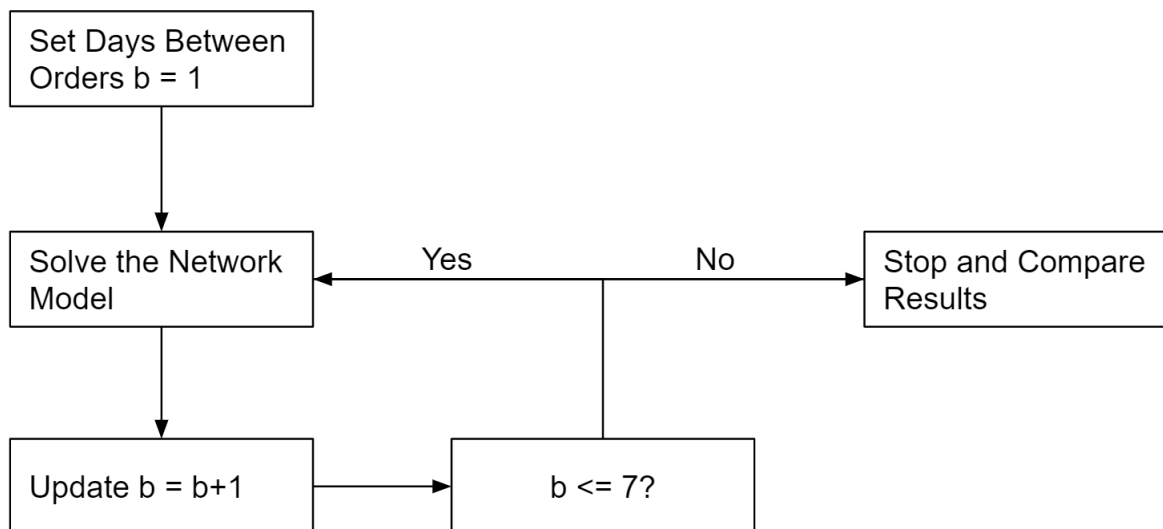 Set Days Between
Orders b = 1
Solve the Network
Model
Yes
No
Stop and Compare
Results
Update b = b+1
b <= 7?